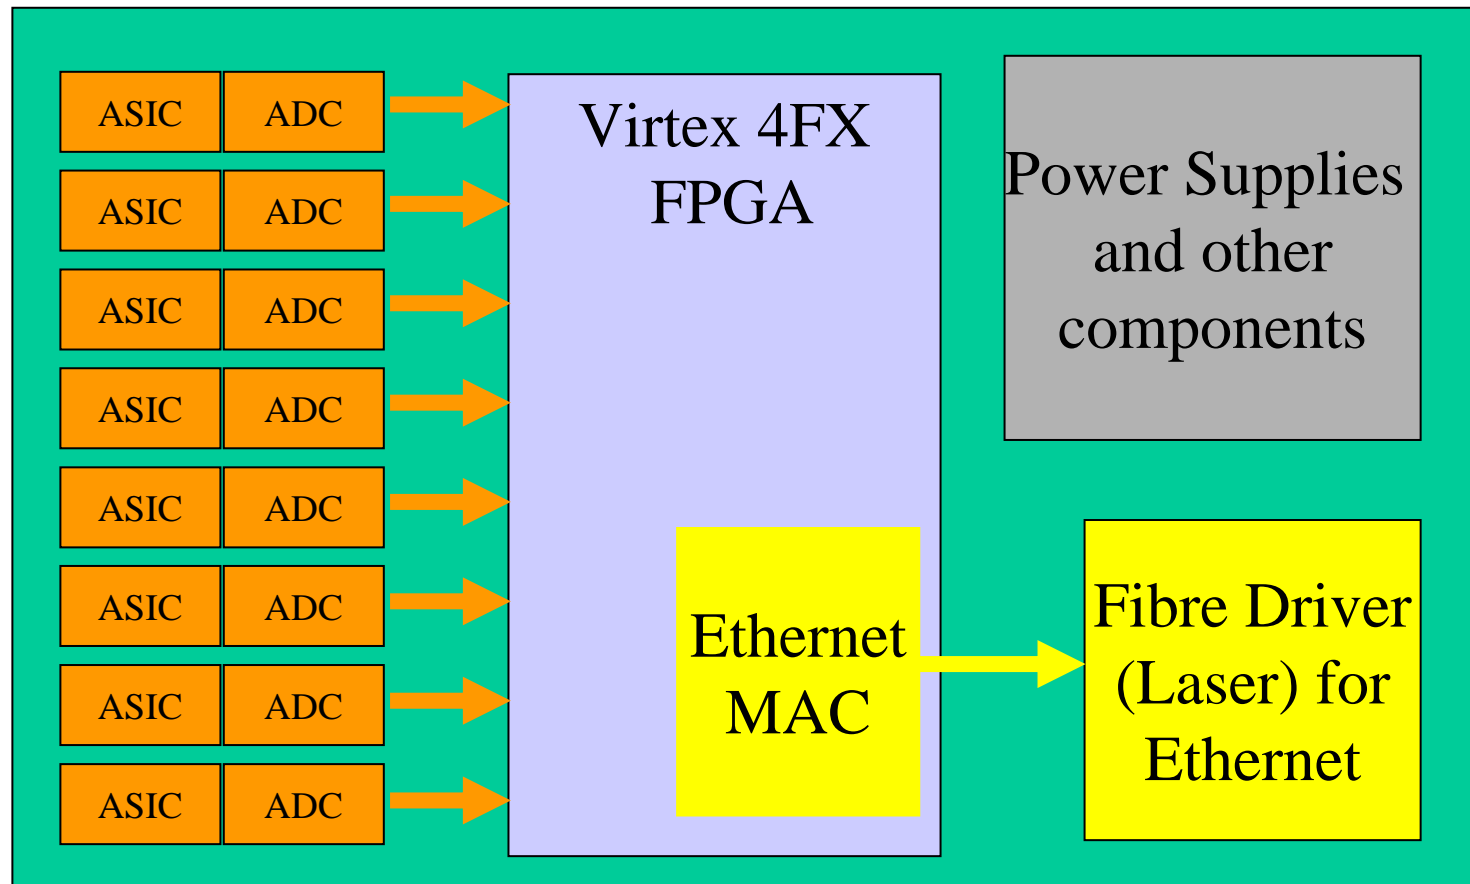 ASIC ADC
ASIC ADC
ASIC ADC
ASIC ADC
ASIC ADC
ASIC ADC
ASIC ADC
ASIC ADC
Virtex 4FX
FPGA
Ethernet
MAC
Power Supplies
and other
components
Fibre Driver
(Laser) for
Ethernet